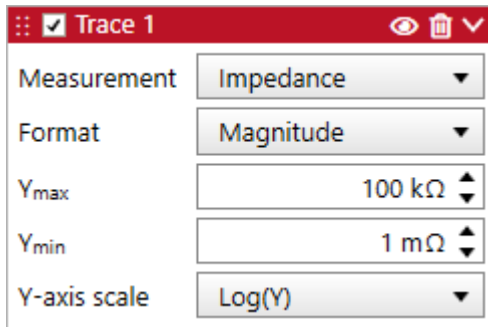 Trace 1
Measurement Impedance
Format Magnitude
Ymax 100 kΩ
Ymin 1 mΩ
Y-axis scale Log(Y)